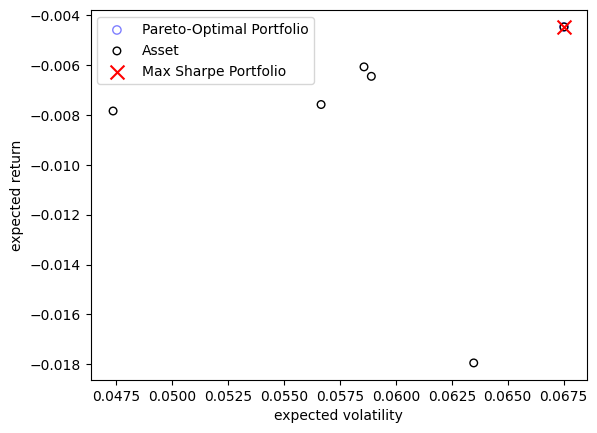 Pareto-Optimal Portfolio
Asset
Max Sharpe Portfolio
−0.004
−0.006
−0.008
−0.010
−0.012
−0.014
−0.016
−0.018
expected return
0.0475 0.0500 0.0525 0.0550 0.0575 0.0600 0.0625 0.0650 0.0675
expected volatility